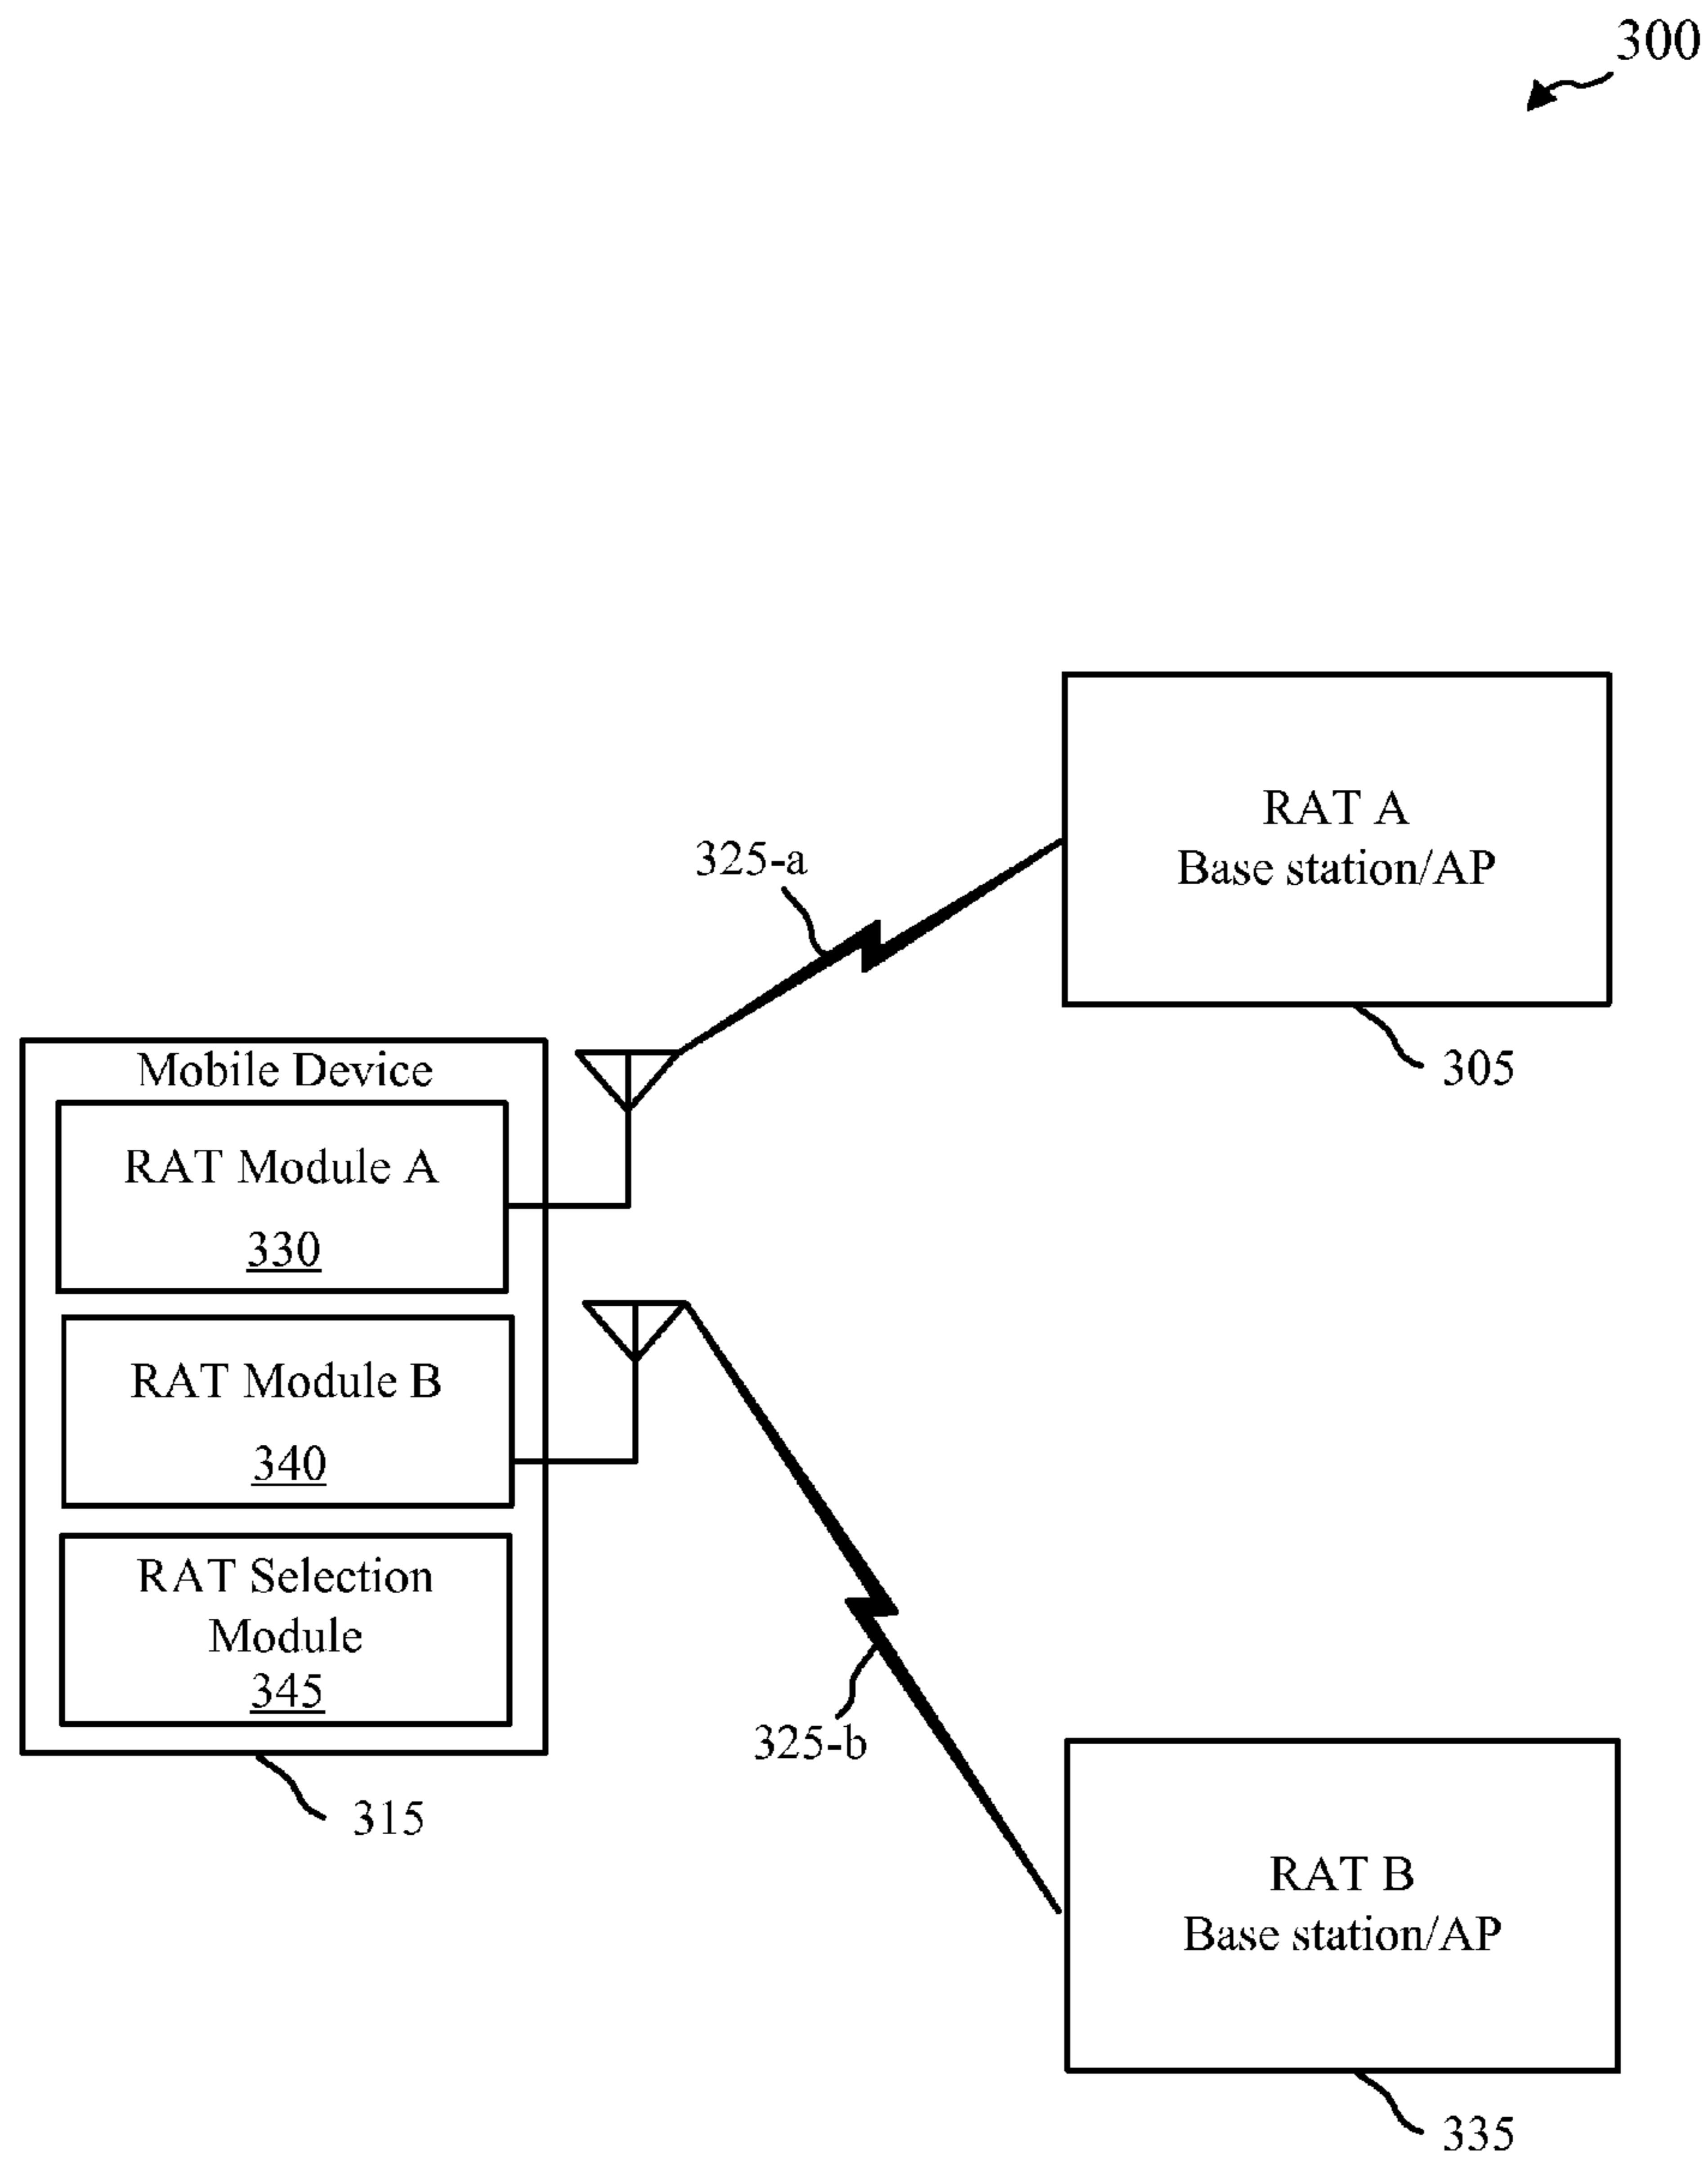 300
RAT A
Base station/AP
325-a
305
Mobile Device
RAT Module A
330
RAT Module B
340
RAT Selection
Module
345
325-b
315
RAT B
Base station/AP
335